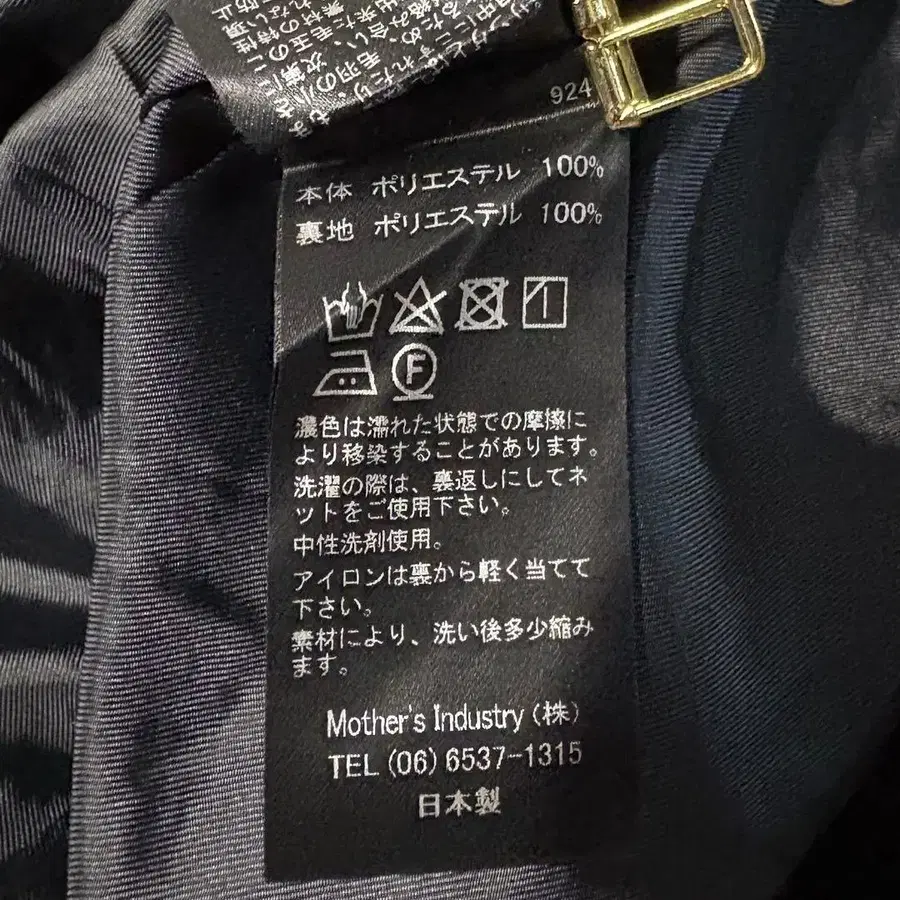 924
本体 ポリエステル 100%
裏地 ポリエステル 100%
F
濃色は濡れた状態での摩擦に
より移染することがあります。
洗濯の際は、裏返しにしてネ
ットをご使用下さい。
中性洗剤使用。
アイロンは裏から軽く当てて
下さい。
素材により、洗い後多少縮み
ます。
Mother's Industry (株)
TEL (06) 6537-1315
日本製